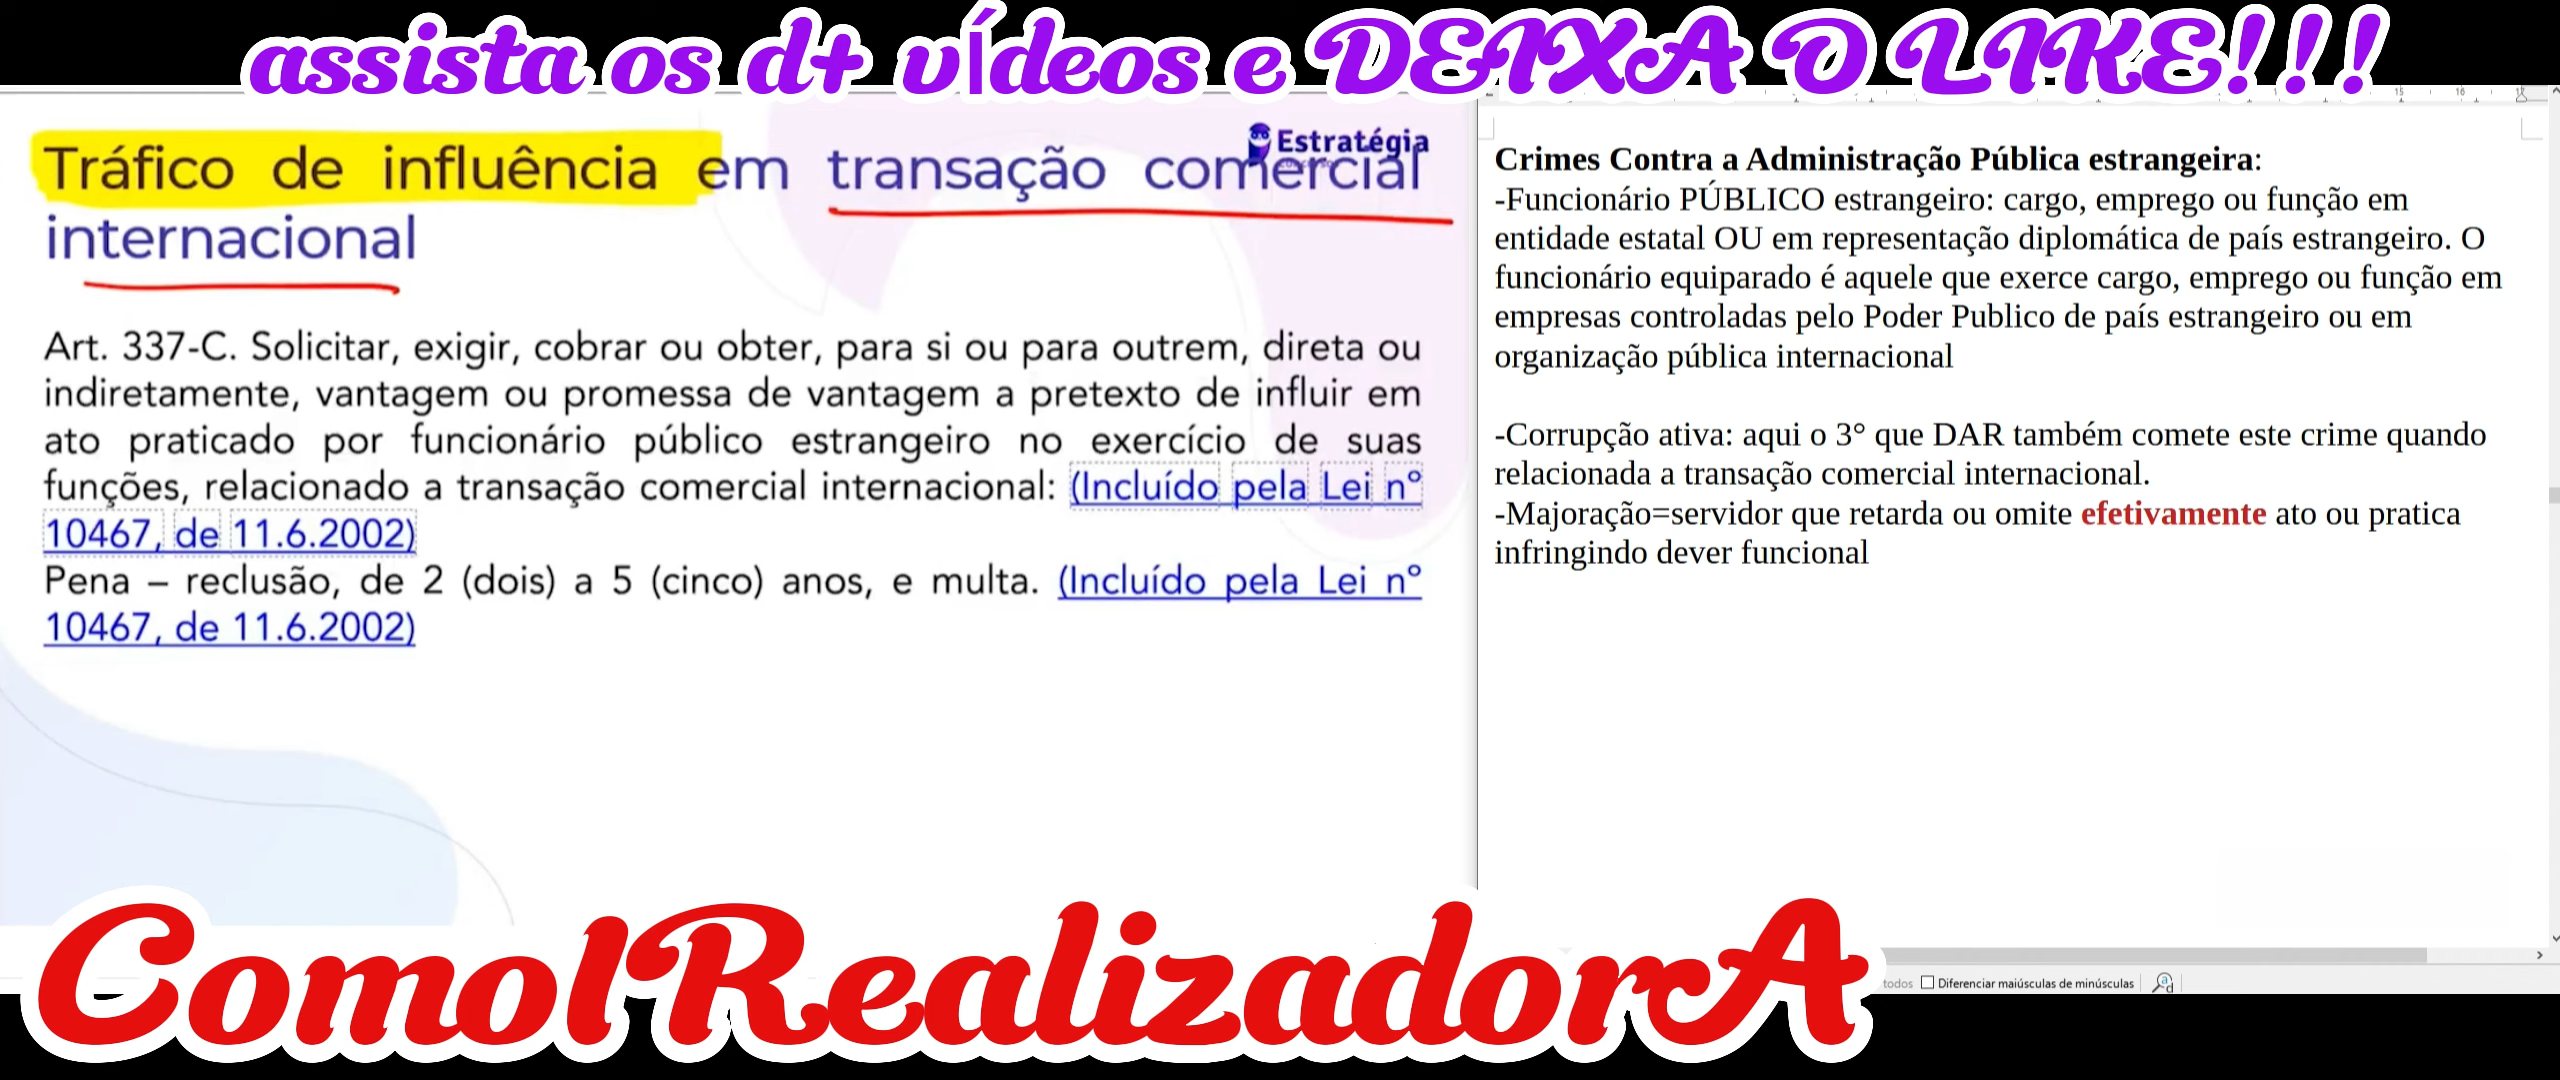 assista os d+ vÍdeos e DEIXA O LIKE!!!
Estratégia
Tráfico de influência em transação comercial
internacional
Art. 337-C. Solicitar, exigir, cobrar ou obter, para si ou para outrem, direta ou
indiretamente, vantagem ou promessa de vantagem a pretexto de influir em
ato praticado por funcionário público estrangeiro no exercício de suas
funções, relacionado a transação comercial internacional: (Incluído pela Lei nº
10467, de 11.6.2002)
Pena – reclusão, de 2 (dois) a 5 (cinco) anos, e multa. (Incluído pela Lei nº
10467, de 11.6.2002)
15 16
Crimes Contra a Administração Pública estrangeira:
-Funcionário PÚBLICO estrangeiro: cargo, emprego ou função em
entidade estatal OU em representação diplomática de país estrangeiro. O
funcionário equiparado é aquele que exerce cargo, emprego ou função em
empresas controladas pelo Poder Publico de país estrangeiro ou em
organização pública internacional
-Corrupção ativa: aqui o 3° que DAR também comete este crime quando
relacionada a transação comercial internacional.
-Majoração=servidor que retarda ou omite efetivamente ato ou pratica
infringindo dever funcional
todos Diferenciar maiúsculas de minúsculas
ComolRealizadorA